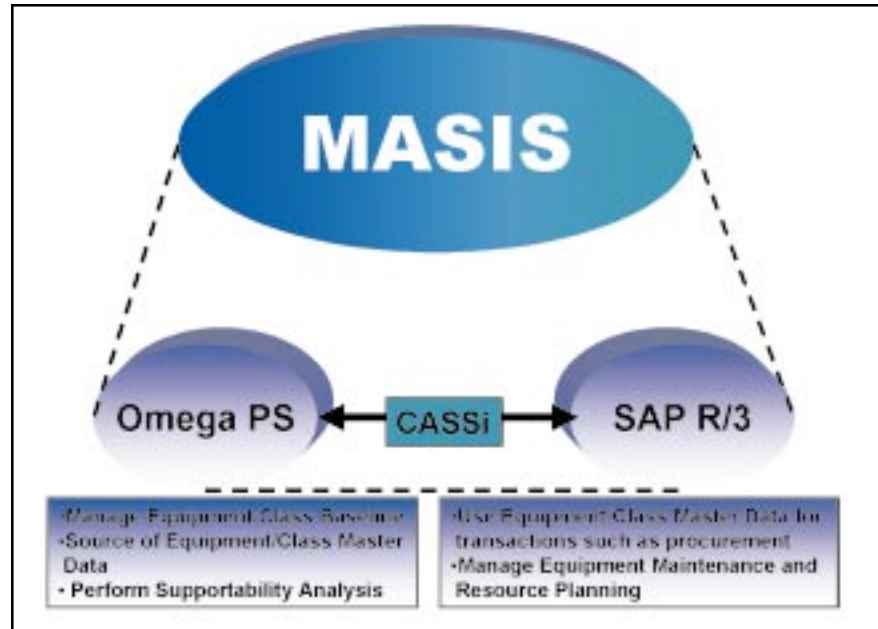 MASIS
Omega PS
CASSi
SAP R/3
•Manage Equipment/Class Baseline
•Source of Equipment/Class Master
Data
• Perform Supportability Analysis
•Use Equipment/Class Master Data for
transactions such as procurement
•Manage Equipment Maintenance and
Resource Planning